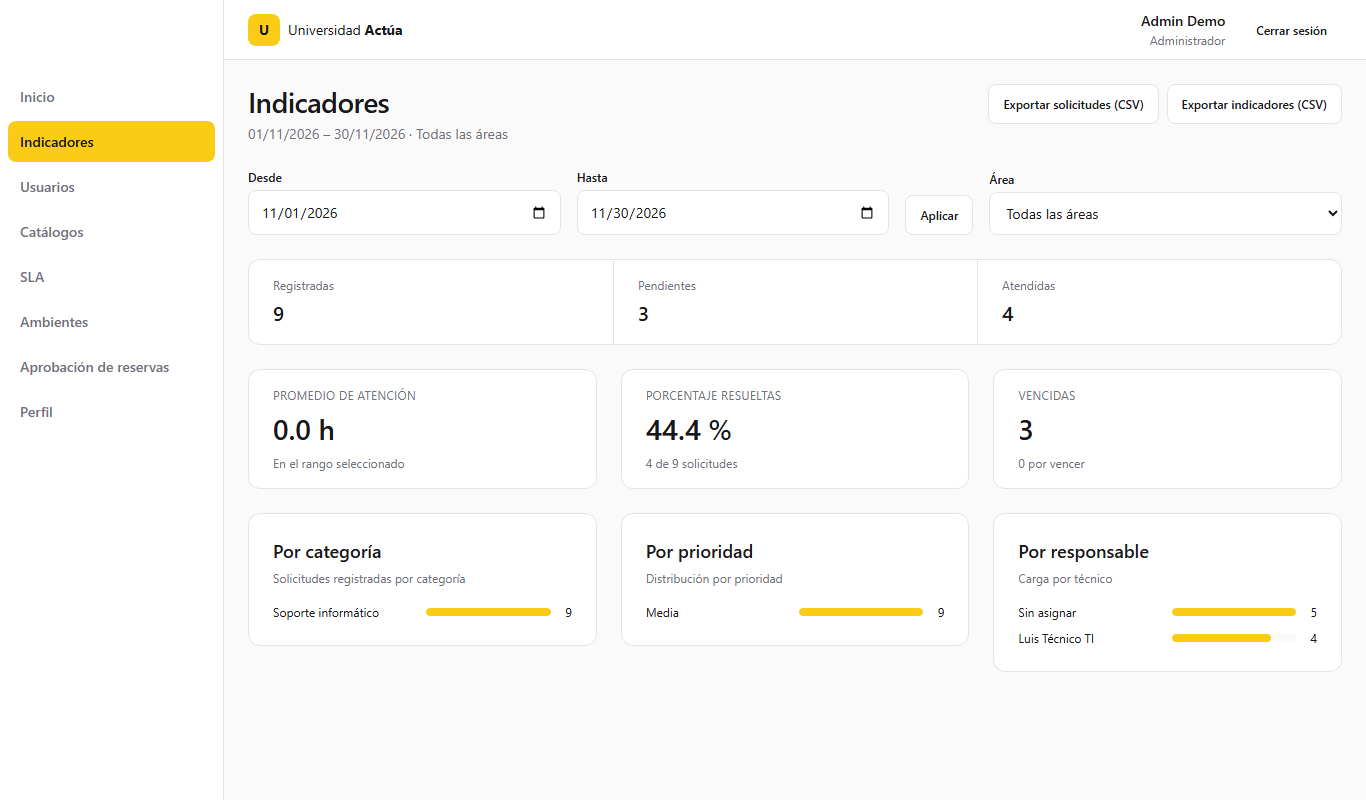 U Universidad Actúa
Admin Demo
Administrador
Cerrar sesión
Inicio
Indicadores
Usuarios
Catálogos
SLA
Ambientes
Aprobación de reservas
Perfil
Indicadores
01/11/2026 – 30/11/2026 · Todas las áreas
Exportar solicitudes (CSV)
Exportar indicadores (CSV)
Desde
11/01/2026
Hasta
11/30/2026
Aplicar
Área
Todas las áreas
Registradas
9
Pendientes
3
Atendidas
4
PROMEDIO DE ATENCIÓN
0.0 h
En el rango seleccionado
PORCENTAJE RESUELTAS
44.4 %
4 de 9 solicitudes
VENCIDAS
3
0 por vencer
Por categoría
Solicitudes registradas por categoría
Soporte informático 9
Por prioridad
Distribución por prioridad
Media 9
Por responsable
Carga por técnico
Sin asignar 5
Luis Técnico TI 4